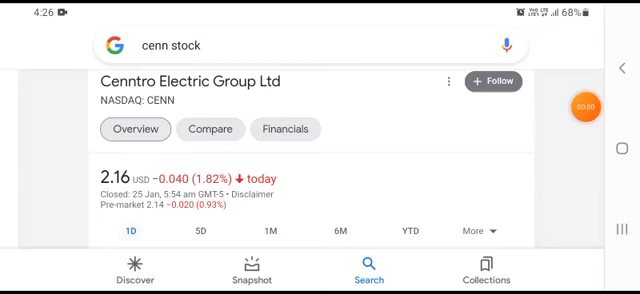 4:26 68%
cenn stock
00:00
Cenntro Electric Group Ltd
Follow
NASDAQ: CENN
Overview Compare Financials
2.16 USD −0.040 (1.82%) today
Closed: 25 Jan, 5:54 am GMT-5 • Disclaimer
Pre-market 2.14 −0.020 (0.93%)
1D 5D 1M 6M YTD More
Discover Snapshot Search Collections